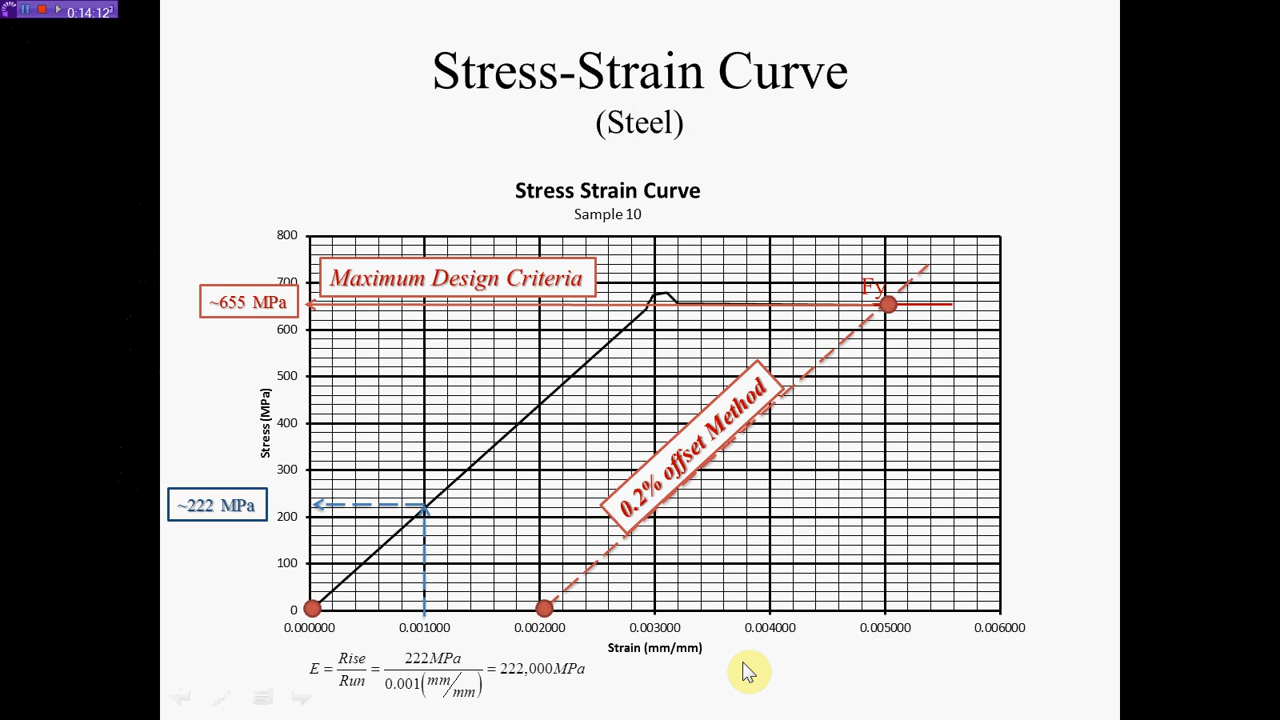 0:14:12
Stress-Strain Curve
(Steel)
Stress Strain Curve
Sample 10
800
700
600
500
400
300
200
100
0
Stress (MPa)
Maximum Design Criteria
~655 MPa
Fy
0.2% offset Method
~222 MPa
0.000000 0.001000 0.002000 0.003000 0.004000 0.005000 0.006000
Strain (mm/mm)
E = Rise/Run = 222MPa/0.001(mm/mm) = 222,000MPa